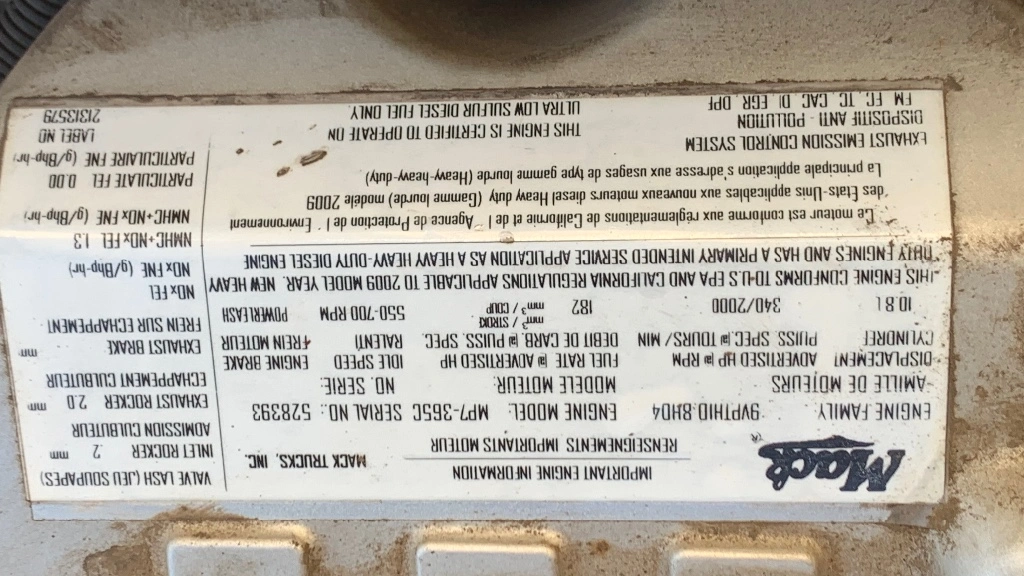 Mack
IMPORTANT ENGINE INFORMATION
RENSEIGNEMENTS IMPORTANTS MOTEUR
MACK TRUCKS, INC.
ENGINE FAMILY 9VPTH10.8HD4 ENGINE MODEL: MP7-365C SERIAL NO.: 528393
AMILLE DE MOTEURS MODELE MOTEUR: NO. SERIE:
DISPLACEMENT ADVERTISED HP @ RPM FUEL RATE @ ADVERTISED HP IDLE SPEED ENGINE BRAKE
CYLINDREE PUISS. SPEC. @ TOURS / MIN DEBIT DE CARB. @ PUISS. SPEC. RALENTI FREIN MOTEUR
10.8 L 340/2000 182 mm³ / STROKE 550-700 RPM POWERLEASH
mm³ / COUP
THIS ENGINE CONFORMS TO U.S EPA AND CALIFORNIA REGULATIONS APPLICABLE TO MODEL YEAR 2009 NEW HEAVY
DUTY ENGINES AND HAS A PRIMARY INTENDED SERVICE APPLICATION AS A HEAVY HEAVY-DUTY DIESEL ENGINE
Ce moteur est conforme aux réglementations de Californie et de l' Agence de Protection de l' Environnement
des États-Unis applicables aux nouveaux moteurs diesel Heavy duty (Gamme lourde) modèle 2009
La principale application s'adresse aux usages de type gamme lourde (Heavy-heavy-duty)
EXHAUST EMISSION CONTROL SYSTEM
DISPOSITIF ANTI - POLLUTION
EM, EC, TC, CAC, DI, EGR, DPF
THIS ENGINE IS CERTIFIED TO OPERATE ON
ULTRA LOW SULFUR DIESEL FUEL ONLY.
VALVE LASH (JEU SOUPAPES)
INLET ROCKER .2 mm
ADMISSION CULBUTEUR
EXHAUST ROCKER 2.0 mm
ECHAPPEMENT CULBUTEUR
EXHAUST BRAKE mm
FREIN SUR ECHAPPEMENT
NOx FEL
NOx FNE (g/Bhp-hr)
NMHC+NOx FEL 1.3
NMHC+NOx FNE (g/Bhp-hr)
PARTICULATE FEL 0.00
PARTICULAIRE FNE (g/Bhp-hr)
LABEL NO
21313579